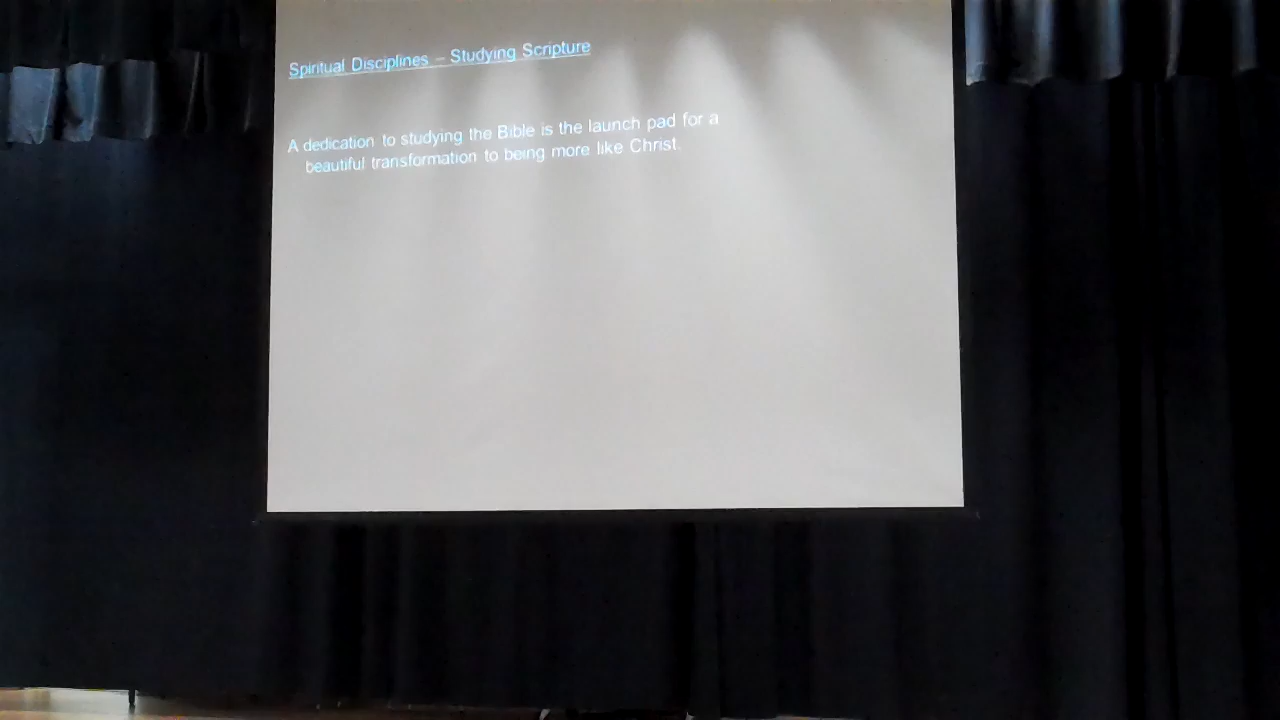 Spiritual Disciplines – Studying Scripture
A dedication to studying the Bible is the launch pad for a
beautiful transformation to being more like Christ.